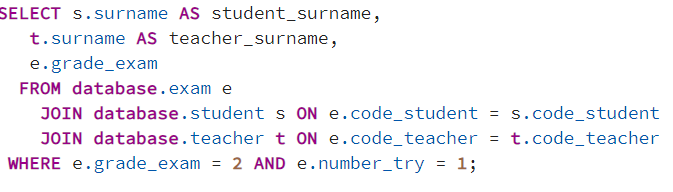 SELECT s.surname AS student_surname,
t.surname AS teacher_surname,
e.grade_exam
FROM database.exam e
JOIN database.student s ON e.code_student = s.code_student
JOIN database.teacher t ON e.code_teacher = t.code_teacher
WHERE e.grade_exam = 2 AND e.number_try = 1;